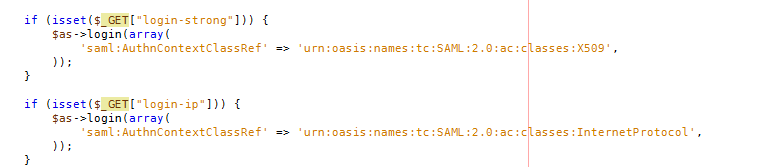 if (isset($_GET["login-strong"])) {
    $as->login(array(
        'saml:AuthnContextClassRef' => 'urn:oasis:names:tc:SAML:2.0:ac:classes:X509',
    ));
}

if (isset($_GET["login-ip"])) {
    $as->login(array(
        'saml:AuthnContextClassRef' => 'urn:oasis:names:tc:SAML:2.0:ac:classes:InternetProtocol',
    ));
}